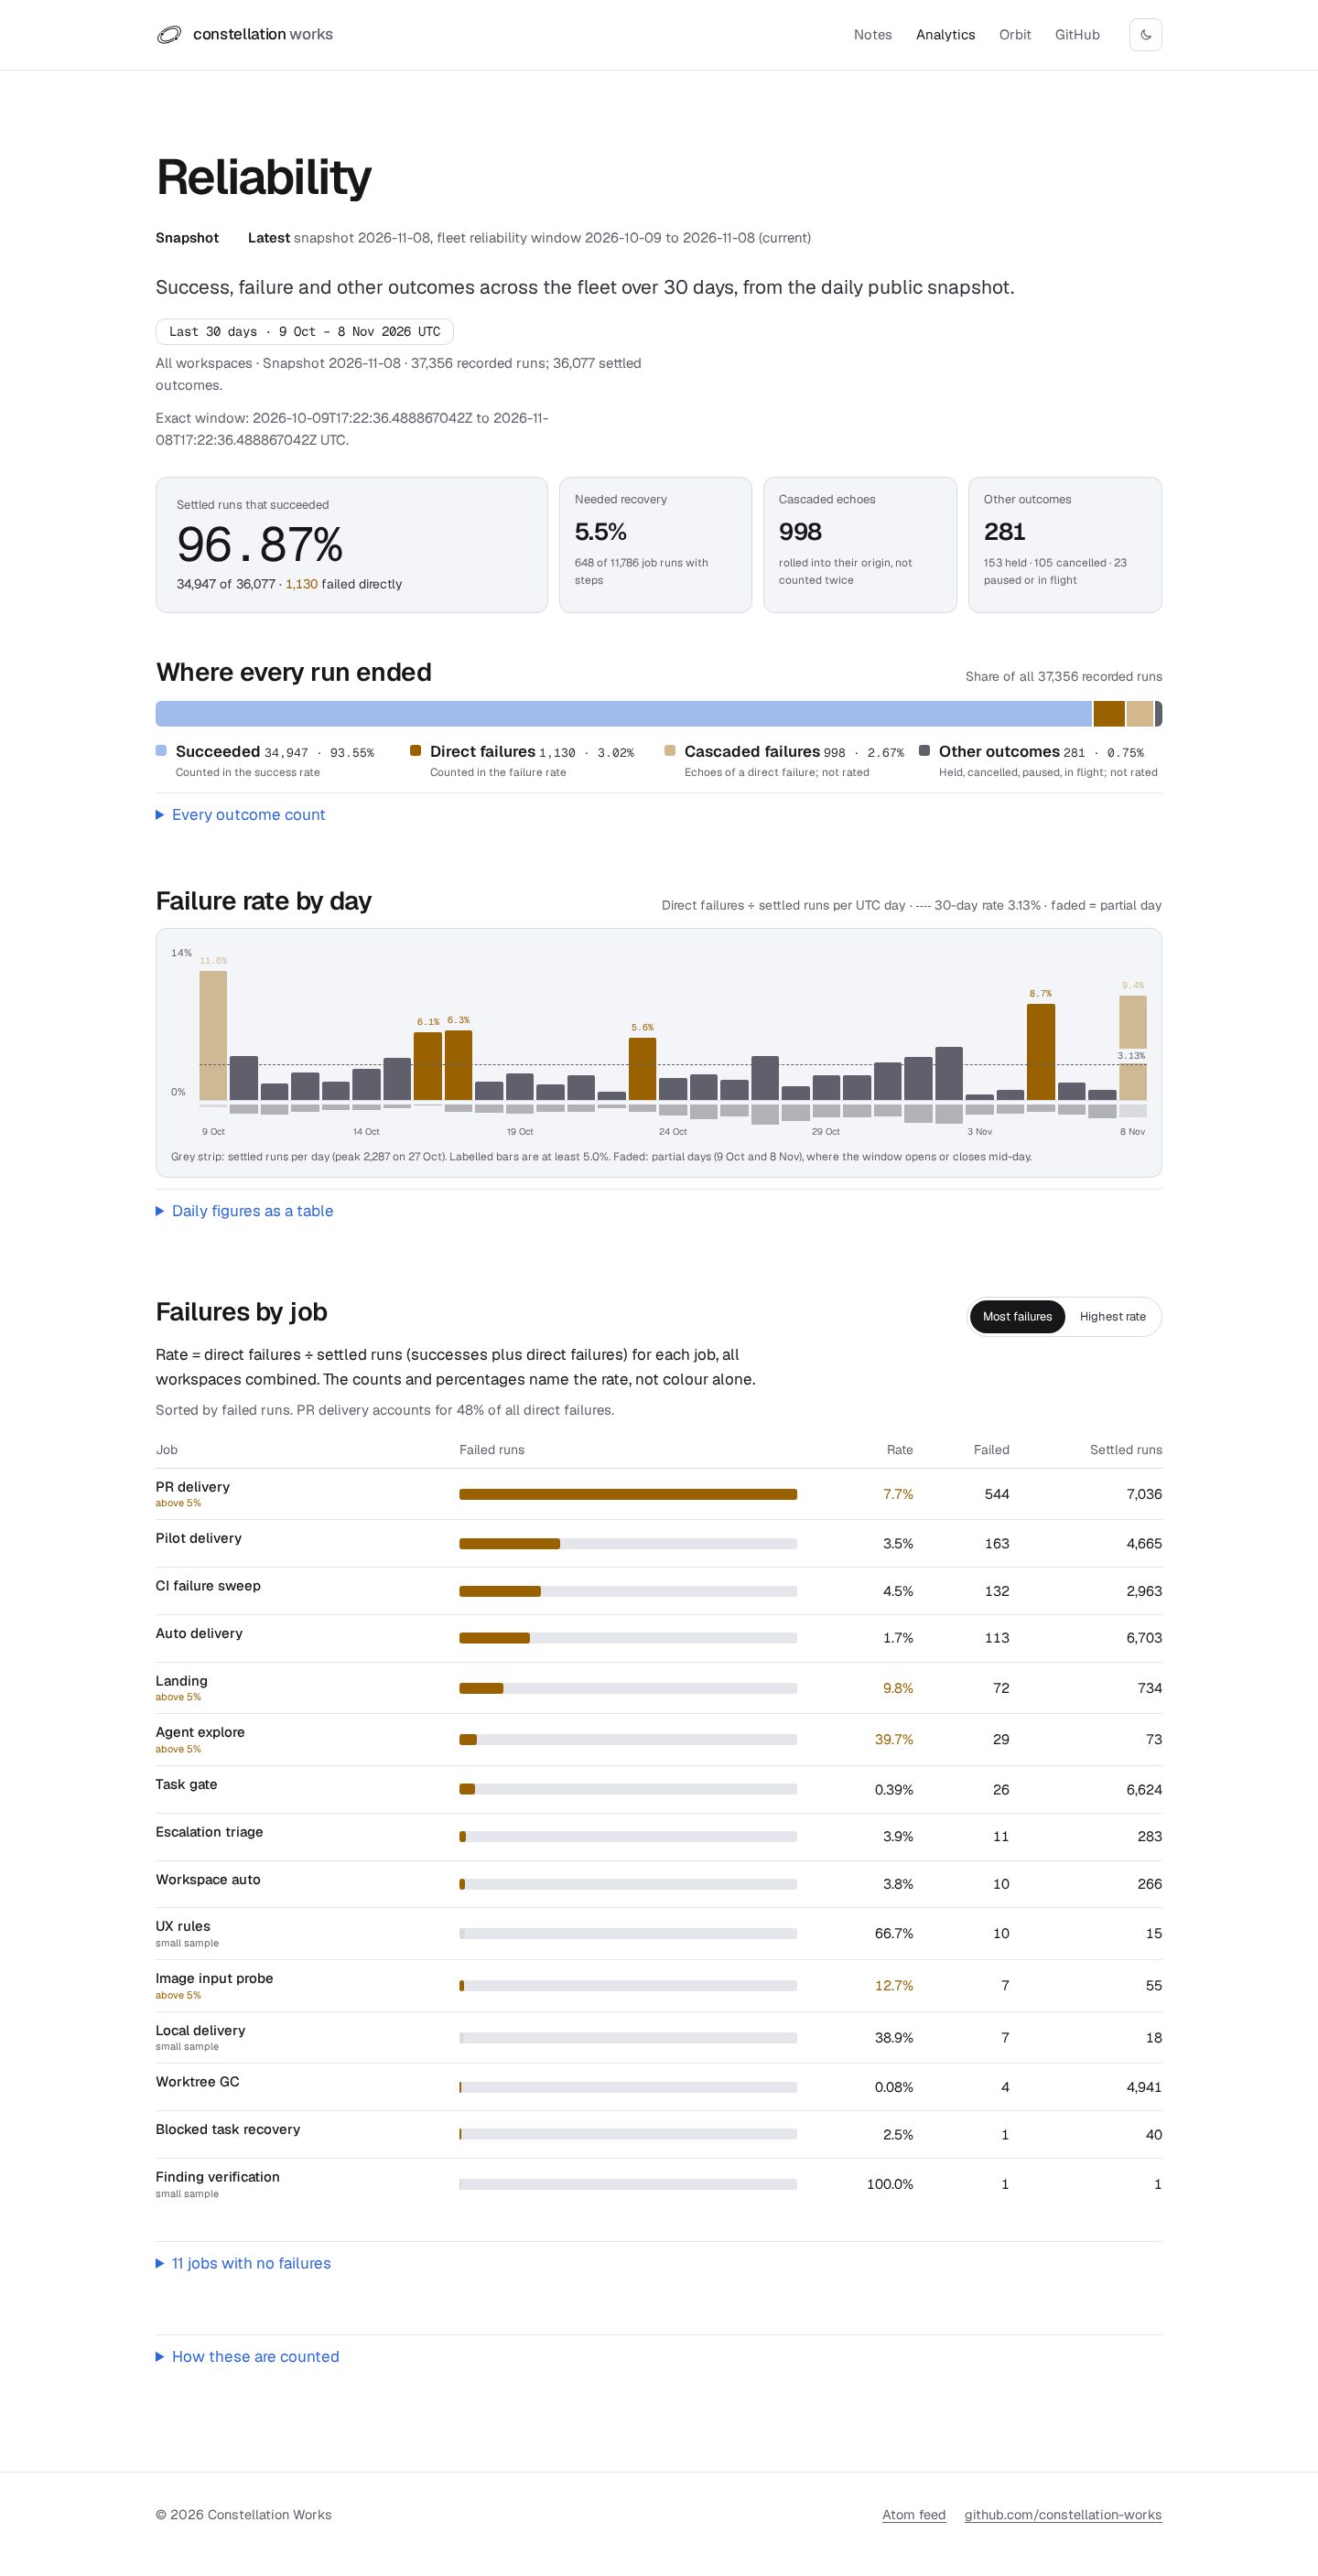 constellation works
Notes Analytics Orbit GitHub
Reliability
Snapshot Latest snapshot 2026-11-08, fleet reliability window 2026-10-09 to 2026-11-08 (current)
Success, failure and other outcomes across the fleet over 30 days, from the daily public snapshot.
Last 30 days · 9 Oct – 8 Nov 2026 UTC
All workspaces · Snapshot 2026-11-08 · 37,356 recorded runs; 36,077 settled
outcomes.
Exact window: 2026-10-09T17:22:36.488867042Z to 2026-11-
08T17:22:36.488867042Z UTC.
Settled runs that succeeded
96.87%
34,947 of 36,077 · 1,130 failed directly
Needed recovery
5.5%
648 of 11,786 job runs with
steps
Cascaded echoes
998
rolled into their origin, not
counted twice
Other outcomes
281
153 held · 105 cancelled · 23
paused or in flight
Where every run ended
Share of all 37,356 recorded runs
Succeeded 34,947 · 93.55%
Counted in the success rate
Direct failures 1,130 · 3.02%
Counted in the failure rate
Cascaded failures 998 · 2.67%
Echoes of a direct failure; not rated
Other outcomes 281 · 0.75%
Held, cancelled, paused, in flight; not rated
▶ Every outcome count
Failure rate by day
Direct failures ÷ settled runs per UTC day · ---- 30-day rate 3.13% · faded = partial day
14%
11.6%
6.1% 6.3%
5.6%
8.7%
9.4%
3.13%
0%
9 Oct 14 Oct 19 Oct 24 Oct 29 Oct 3 Nov 8 Nov
Grey strip: settled runs per day (peak 2,287 on 27 Oct). Labelled bars are at least 5.0%. Faded: partial days (9 Oct and 8 Nov), where the window opens or closes mid-day.
▶ Daily figures as a table
Failures by job
Most failures Highest rate
Rate = direct failures ÷ settled runs (successes plus direct failures) for each job, all
workspaces combined. The counts and percentages name the rate, not colour alone.
Sorted by failed runs. PR delivery accounts for 48% of all direct failures.
Job Failed runs Rate Failed Settled runs
PR delivery 7.7% 544 7,036
above 5%
Pilot delivery 3.5% 163 4,665
CI failure sweep 4.5% 132 2,963
Auto delivery 1.7% 113 6,703
Landing 9.8% 72 734
above 5%
Agent explore 39.7% 29 73
above 5%
Task gate 0.39% 26 6,624
Escalation triage 3.9% 11 283
Workspace auto 3.8% 10 266
UX rules 66.7% 10 15
small sample
Image input probe 12.7% 7 55
above 5%
Local delivery 38.9% 7 18
small sample
Worktree GC 0.08% 4 4,941
Blocked task recovery 2.5% 1 40
Finding verification 100.0% 1 1
small sample
▶ 11 jobs with no failures
▶ How these are counted
© 2026 Constellation Works
Atom feed github.com/constellation-works